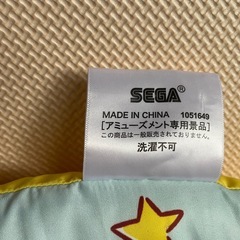 SEGA®
MADE IN CHINA 1051649
[アミューズメント専用景品]
この商品は一般販売されておりません。
洗濯不可